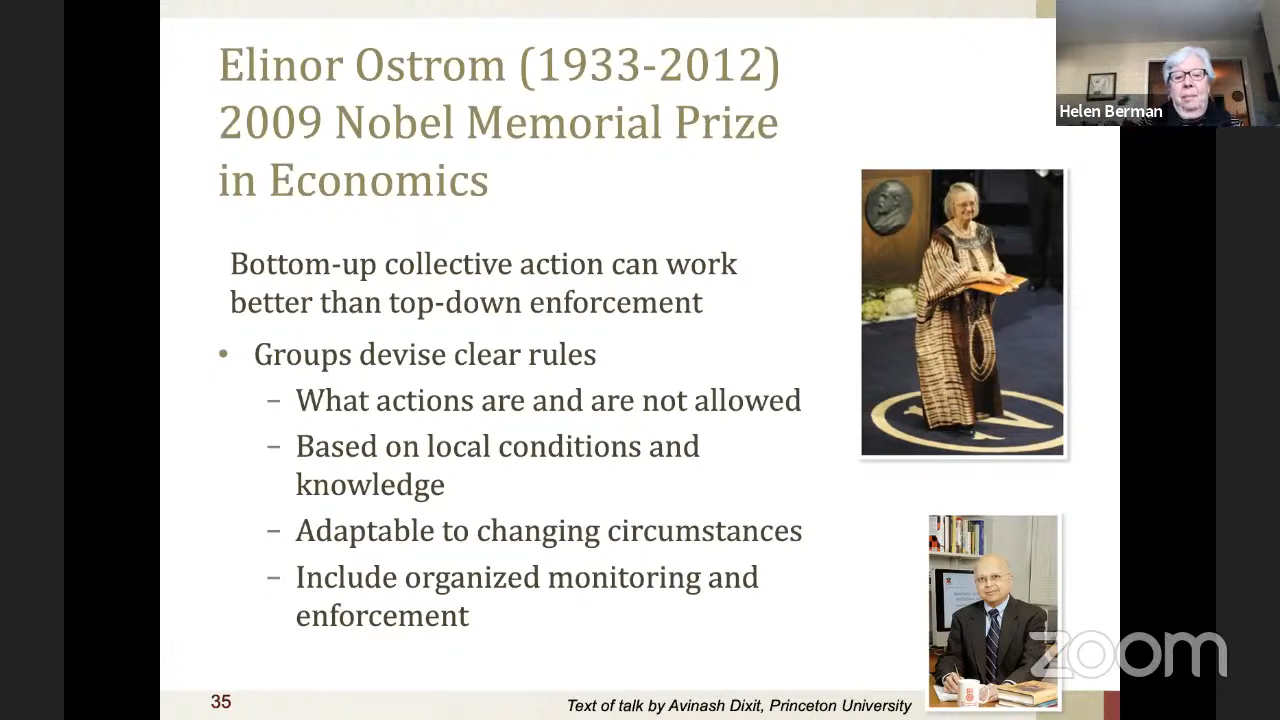 Elinor Ostrom (1933-2012)
2009 Nobel Memorial Prize
in Economics
Helen Berman
Bottom-up collective action can work
better than top-down enforcement
• Groups devise clear rules
– What actions are and are not allowed
– Based on local conditions and
knowledge
– Adaptable to changing circumstances
– Include organized monitoring and
enforcement
zoom
35
Text of talk by Avinash Dixit, Princeton University